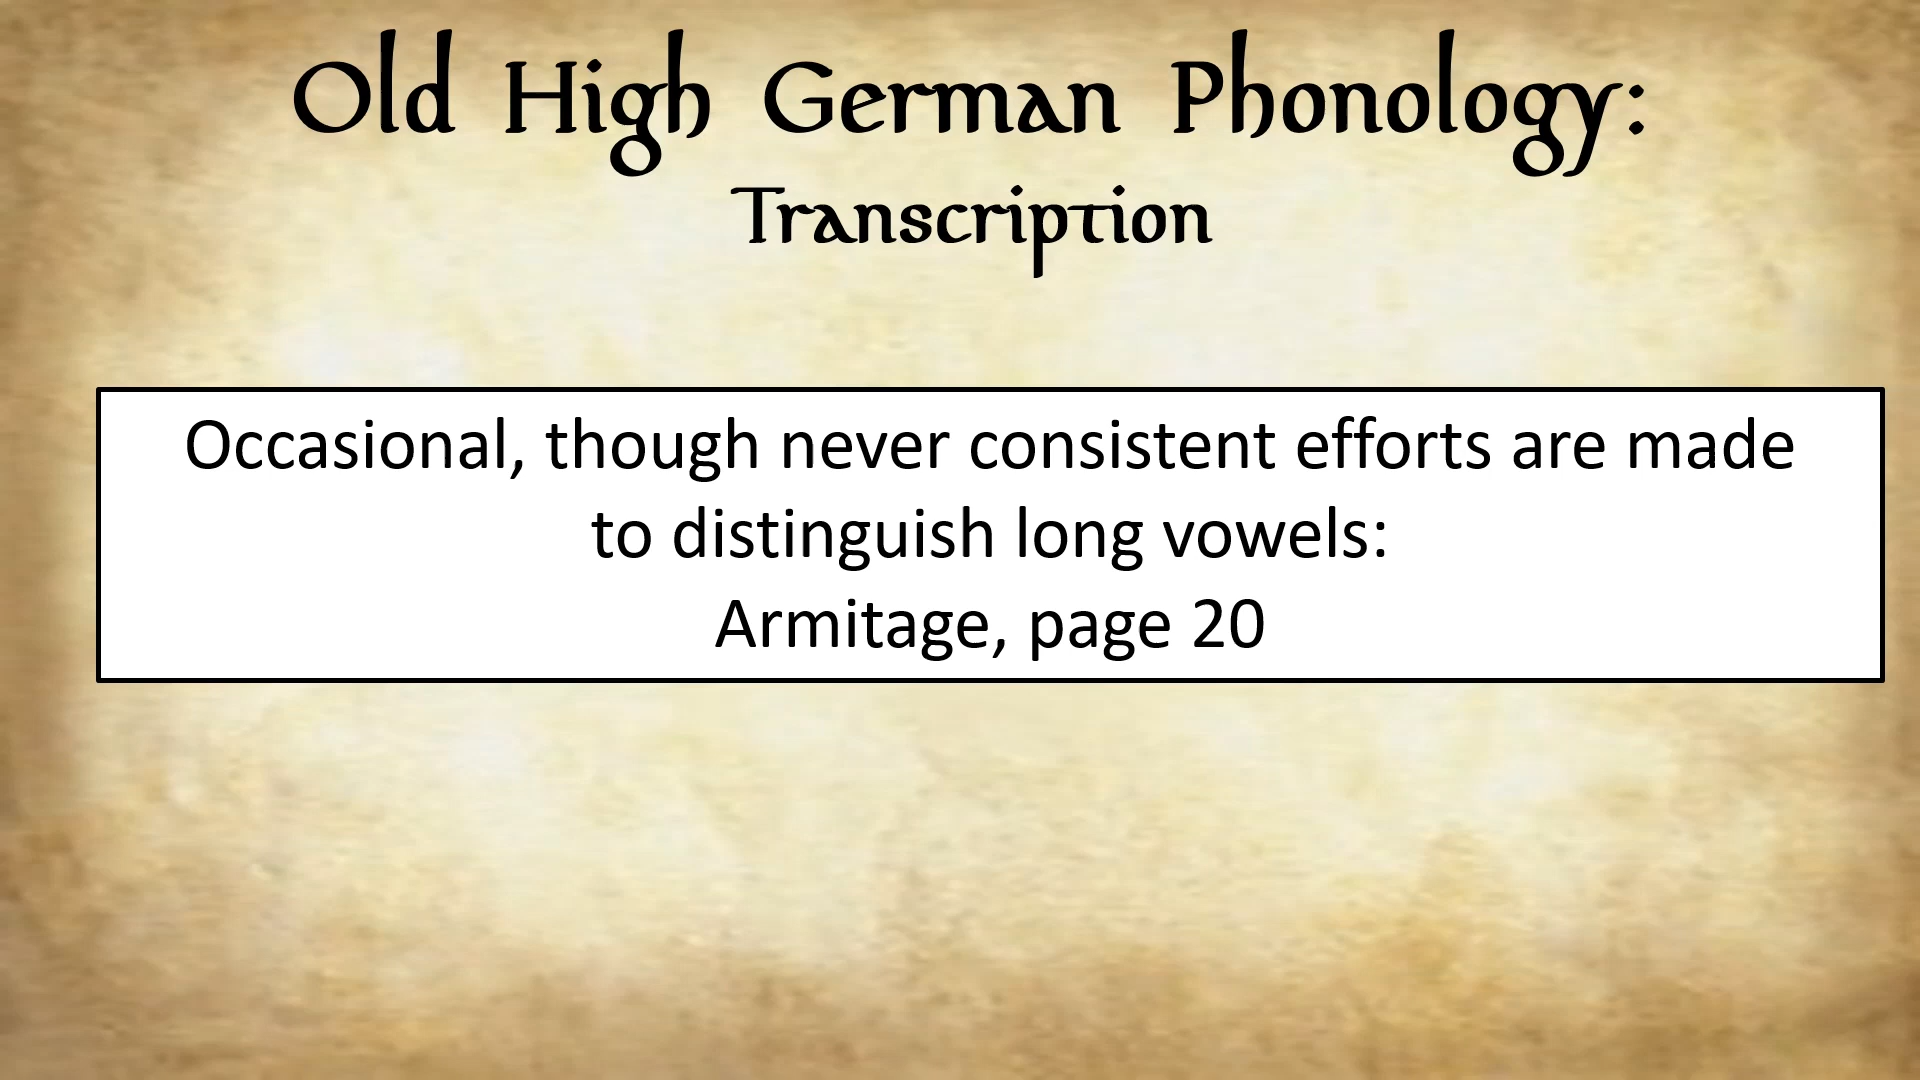 Old High German Phonology:
Transcription
Occasional, though never consistent efforts are made
to distinguish long vowels:
Armitage, page 20